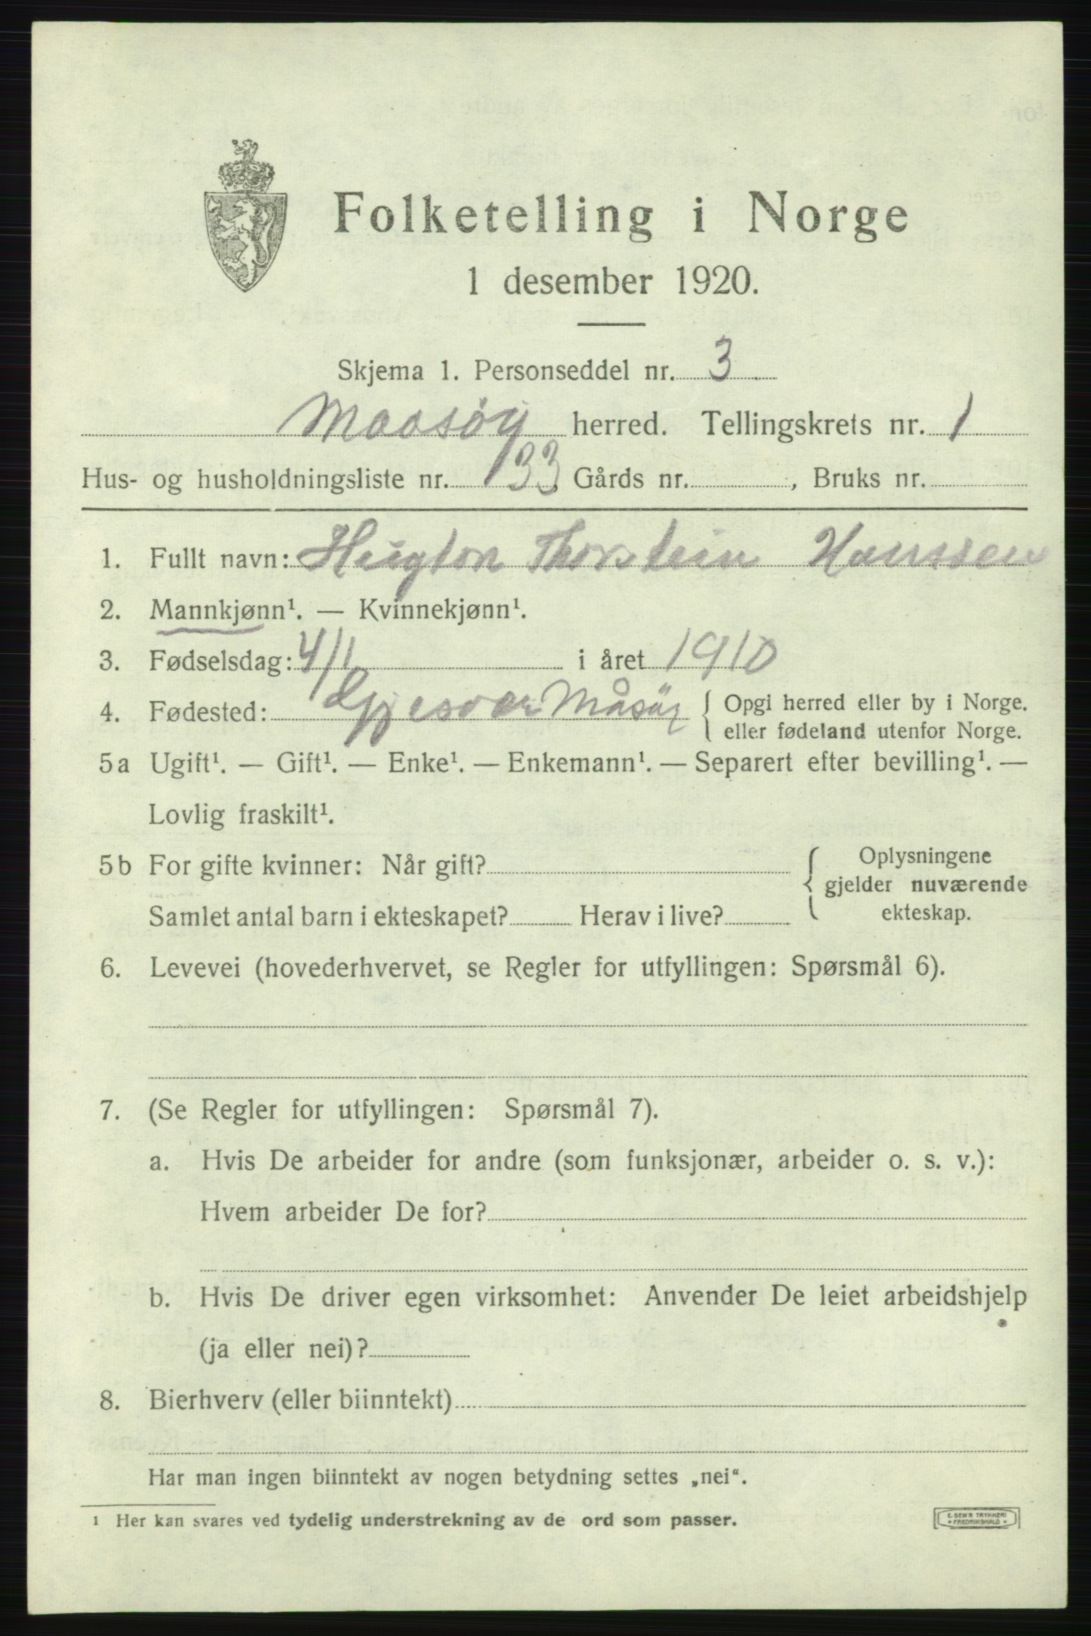 Folketelling i Norge
1 desember 1920.
Skjema 1. Personseddel nr. 3
Maasøy herred. Tellingskrets nr. 1
Hus- og husholdningsliste nr. 133, Gårds nr. , Bruks nr.
1. Fullt navn: Thorstein Hanssen
2. Mannkjønn¹. — Kvinnekjønn¹.
3. Fødselsdag: 4/1 i året 1910
4. Fødested: Gjesvær Måsøy { Opgi herred eller by i Norge.
eller fødeland utenfor Norge.
5a Ugift¹. — Gift¹. — Enke¹. — Enkemann¹. — Separert efter bevilling¹. —
Lovlig fraskilt¹.
5b For gifte kvinner: Når gift? { Oplysningene
gjelder nuværende
Samlet antal barn i ekteskapet? Herav i live? ekteskap.
6. Levevei (hovederhvervet, se Regler for utfyllingen: Spørsmål 6).
7. (Se Regler for utfyllingen: Spørsmål 7).
a. Hvis De arbeider for andre (som funksjonær, arbeider o. s. v.):
Hvem arbeider De for?
b. Hvis De driver egen virksomhet: Anvender De leiet arbeidshjelp
(ja eller nei)?
8. Bierhverv (eller biinntekt)
Har man ingen biinntekt av nogen betydning settes „nei“.
1 Her kan svares ved tydelig understrekning av de ord som passer.
E. SEM'S TRYKKERI
FREDRIKSHALD